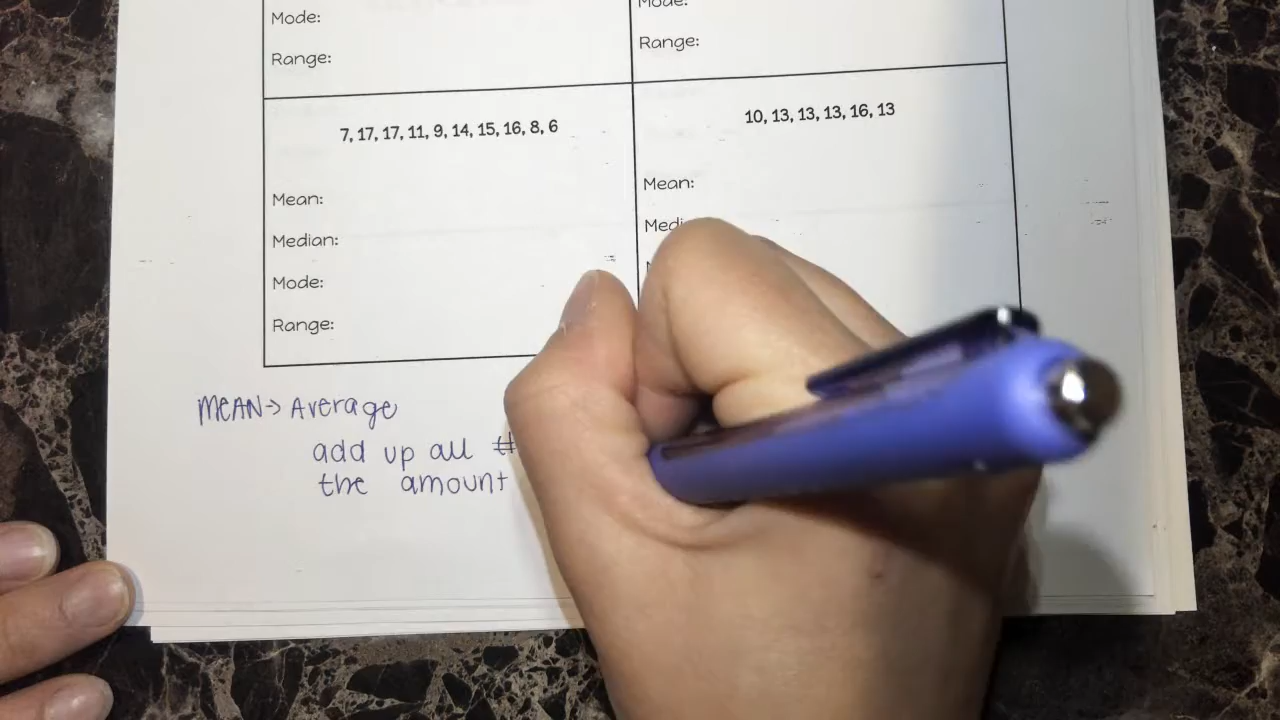 Mode:
Range:
Mode:
Range:
7, 17, 17, 11, 9, 14, 15, 16, 8, 6
Mean:
Median:
Mode:
Range:
10, 13, 13, 13, 16, 13
Mean:
MEAN→ Average
add up all #
the amount